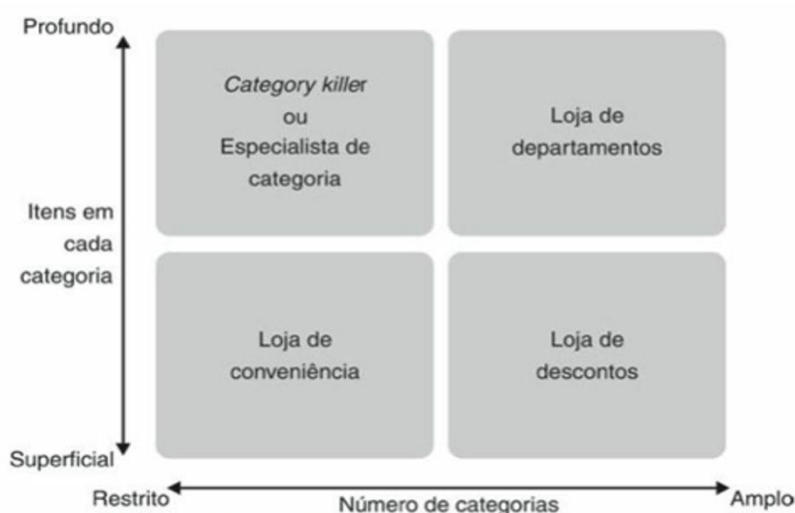 Profundo
Category killer
ou
Especialista de
categoria
Loja de
departamentos
Itens em
cada
categoria
Loja de
conveniência
Loja de
descontos
Superficial
Restrito
Número de categorias
Amplo